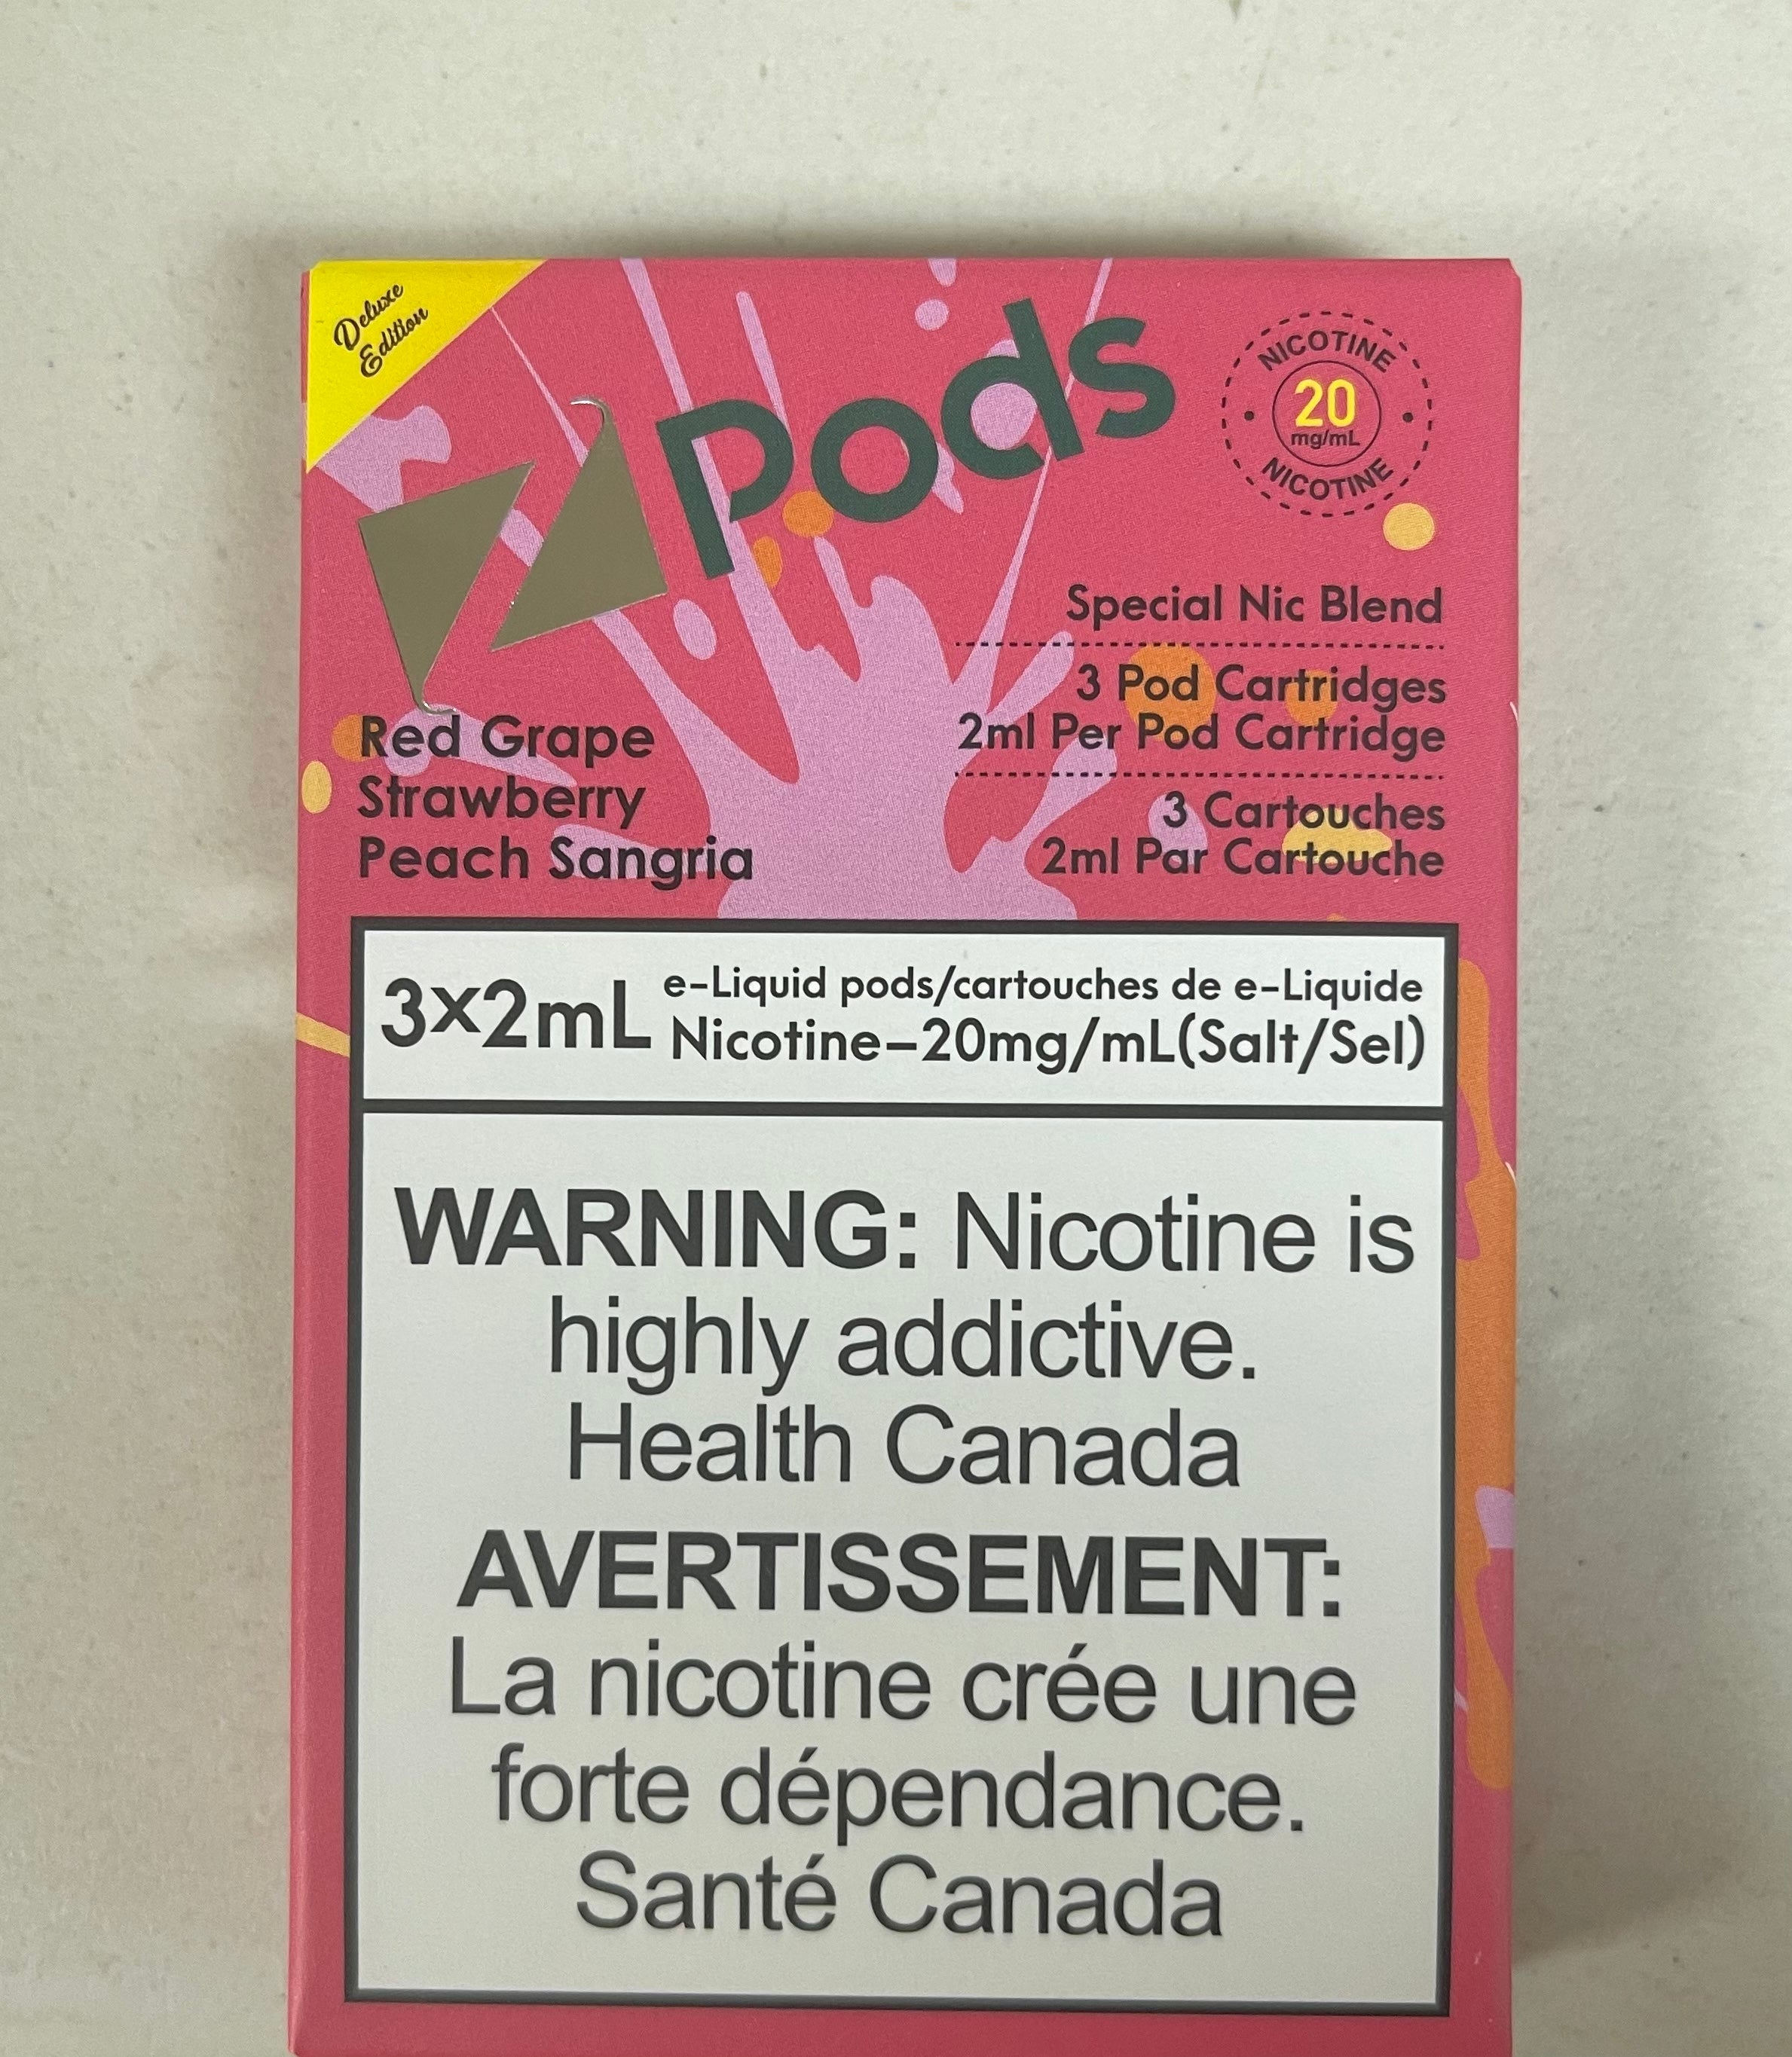 Deluxe
Edition
Z Pods
NICOTINE
20
mg/mL
NICOTINE
Special Nic Blend
3 Pod Cartridges
2ml Per Pod Cartridge
3 Cartouches
2ml Par Cartouche
Red Grape
Strawberry
Peach Sangria
3×2mL
e-Liquid pods/cartouches de e-Liquide
Nicotine-20mg/mL(Salt/Sel)
WARNING: Nicotine is
highly addictive.
Health Canada
AVERTISSEMENT:
La nicotine crée une
forte dépendance.
Santé Canada